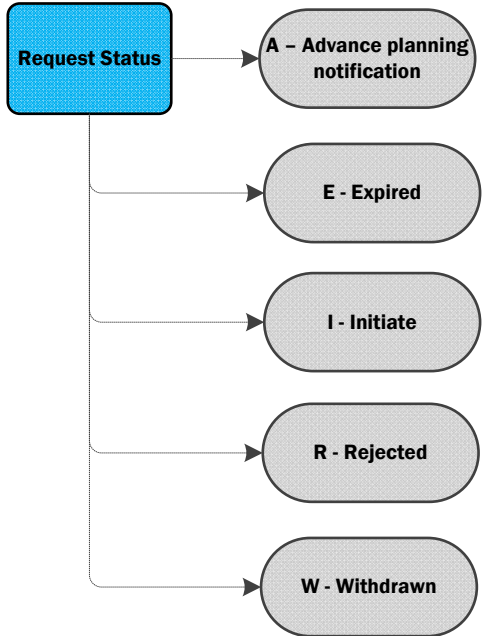 Request Status
A – Advance planning
notification
E - Expired
I - Initiate
R - Rejected
W - Withdrawn